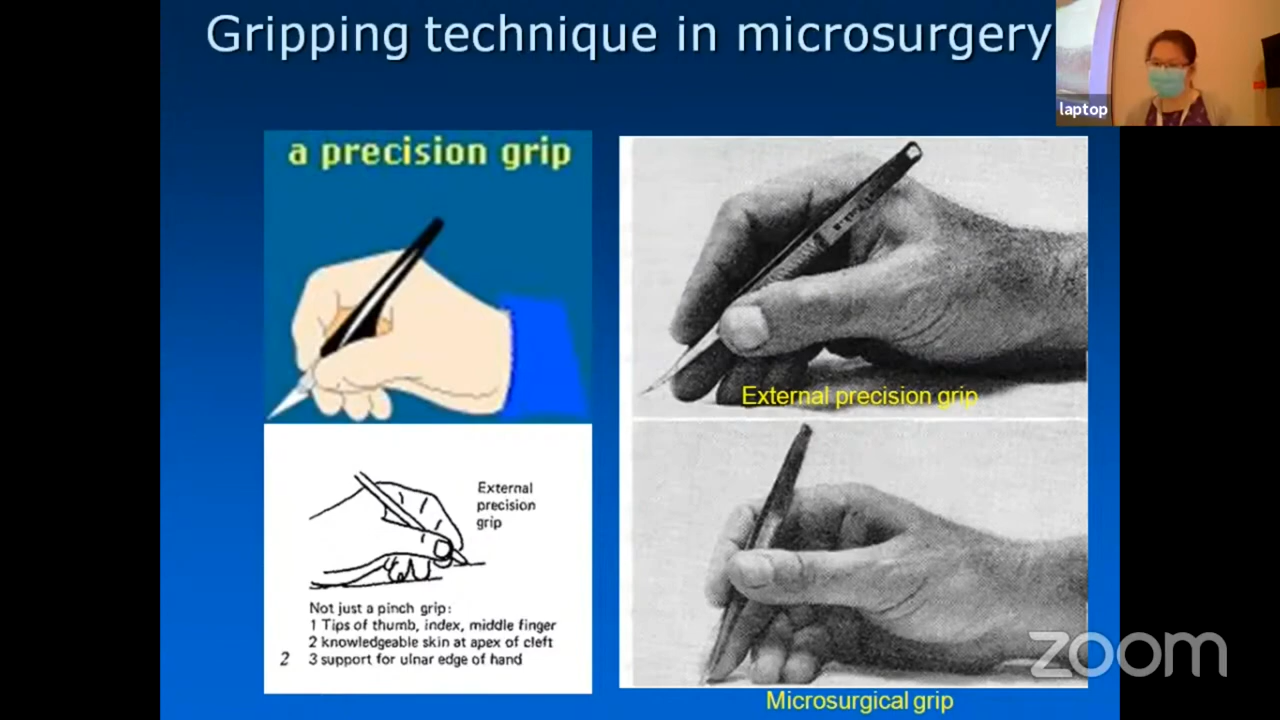 Gripping technique in microsurgery
laptop
a precision grip
External precision grip
External
precision
grip
Not just a pinch grip:
1 Tips of thumb, index, middle finger
2 knowledgeable skin at apex of cleft
3 support for ulnar edge of hand
2
Microsurgical grip
zoom